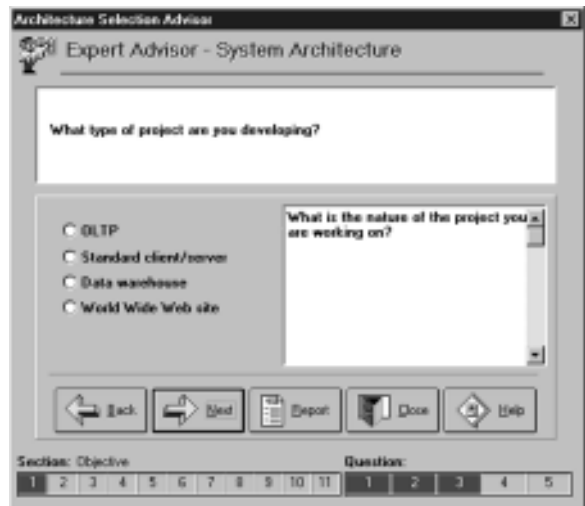 Architecture Selection Advisor
Expert Advisor - System Architecture
What type of project are you developing?
OLTP
Standard client/server
Data warehouse
World Wide Web site
What is the nature of the project you
are working on?
Back Next Report Close Help
Section: Objective Question:
1 2 3 4 5 6 7 8 9 10 11 1 2 3 4 5